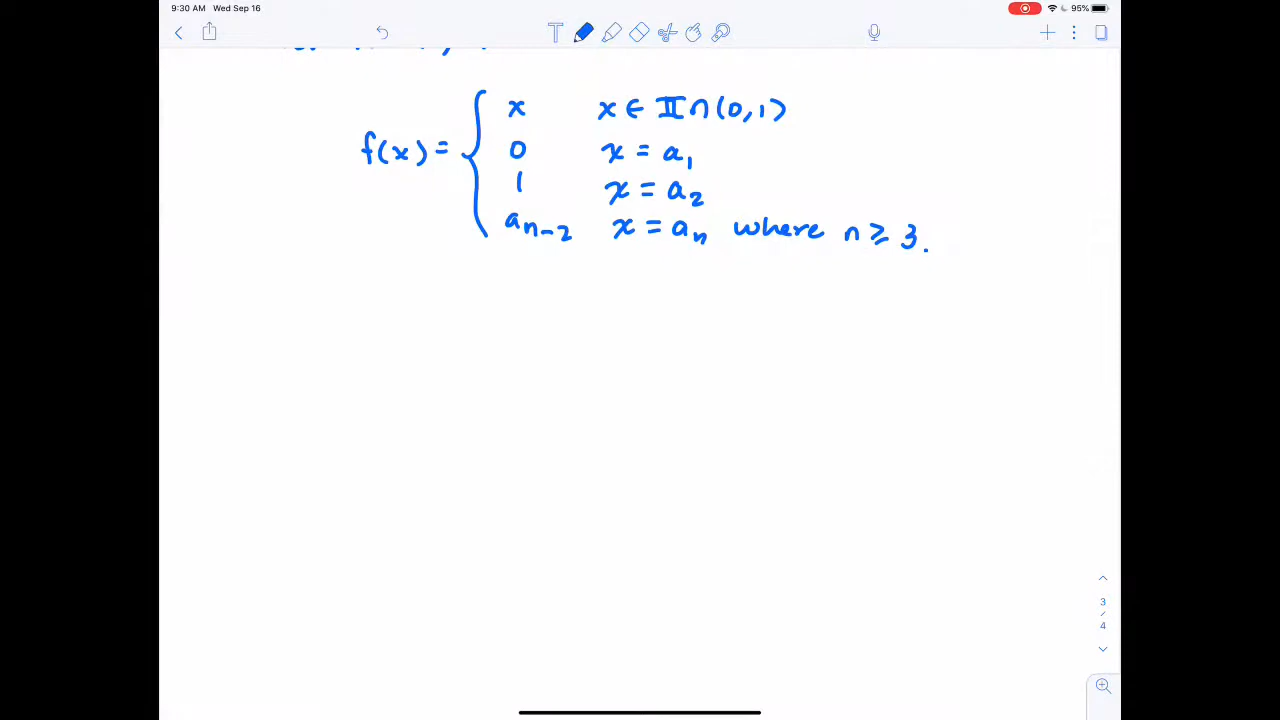 9:30 AM Wed Sep 16
95%
T
f(x) = { x x ∈ 𝕀∩(0,1)
0 x = a₁
1 x = a₂
aₙ₋₂ x = aₙ where n ≥ 3.
3
/
4